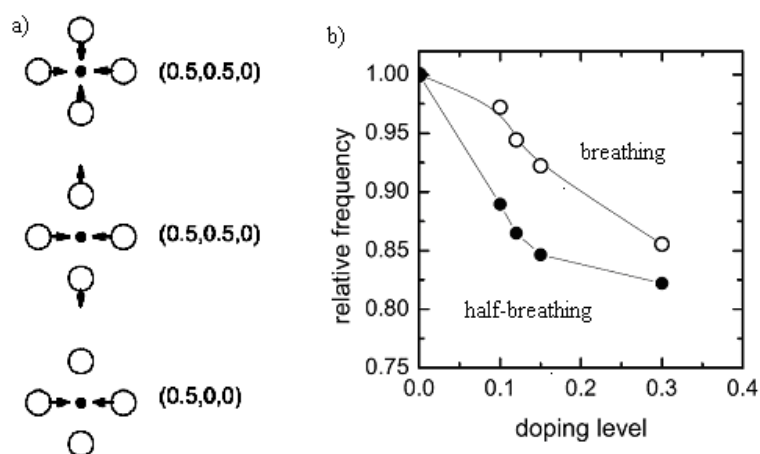 a)
(0.5,0.5,0)
(0.5,0.5,0)
(0.5,0,0)
b)
1.00
0.95
0.90
0.85
0.80
0.75
relative frequency
breathing
half-breathing
0.0 0.1 0.2 0.3 0.4
doping level